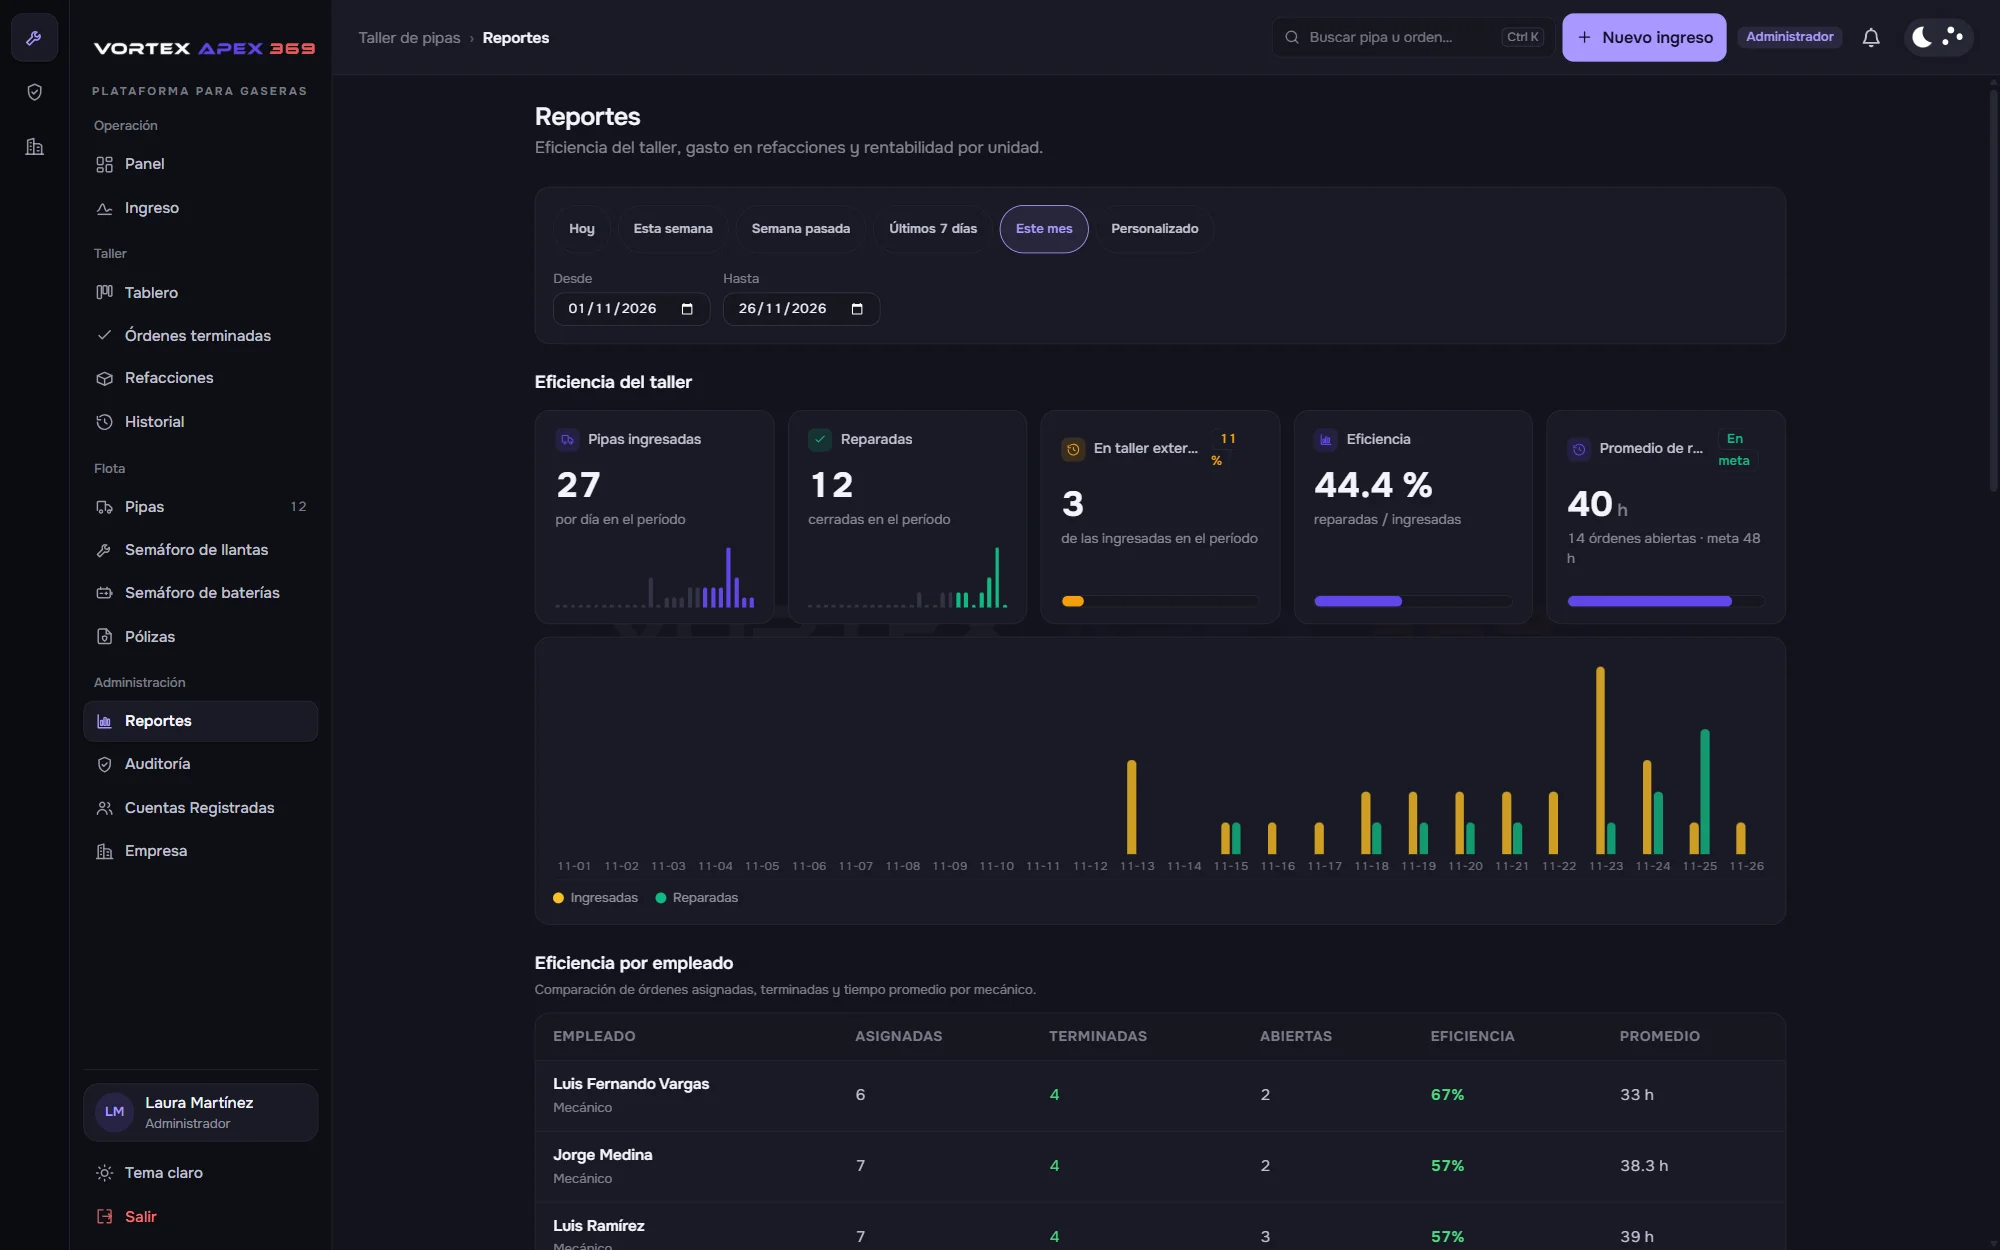 VORTEX APEX 369
PLATAFORMA PARA GASERAS
Operación
Panel
Ingreso
Taller
Tablero
Órdenes terminadas
Refacciones
Historial
Flota
Pipas 12
Semáforo de llantas
Semáforo de baterías
Pólizas
Administración
Reportes
Auditoría
Cuentas Registradas
Empresa
LM
Laura Martínez
Administrador
Tema claro
Salir
Taller de pipas › Reportes
Buscar pipa u orden... Ctrl K
+ Nuevo ingreso
Administrador
Reportes
Eficiencia del taller, gasto en refacciones y rentabilidad por unidad.
Hoy Esta semana Semana pasada Últimos 7 días Este mes Personalizado
Desde Hasta
01/11/2026 26/11/2026
Eficiencia del taller
Pipas ingresadas
27
por día en el período
Reparadas
12
cerradas en el período
En taller exter... 11 %
3
de las ingresadas en el período
Eficiencia
44.4 %
reparadas / ingresadas
Promedio de r... En meta
40 h
14 órdenes abiertas · meta 48 h
11-01 11-02 11-03 11-04 11-05 11-06 11-07 11-08 11-09 11-10 11-11 11-12 11-13 11-14 11-15 11-16 11-17 11-18 11-19 11-20 11-21 11-22 11-23 11-24 11-25 11-26
Ingresadas Reparadas
Eficiencia por empleado
Comparación de órdenes asignadas, terminadas y tiempo promedio por mecánico.
EMPLEADO ASIGNADAS TERMINADAS ABIERTAS EFICIENCIA PROMEDIO
Luis Fernando Vargas
Mecánico
6 4 2 67% 33 h
Jorge Medina
Mecánico
7 4 2 57% 38.3 h
Luis Ramírez
Mecánico
7 4 3 57% 39 h